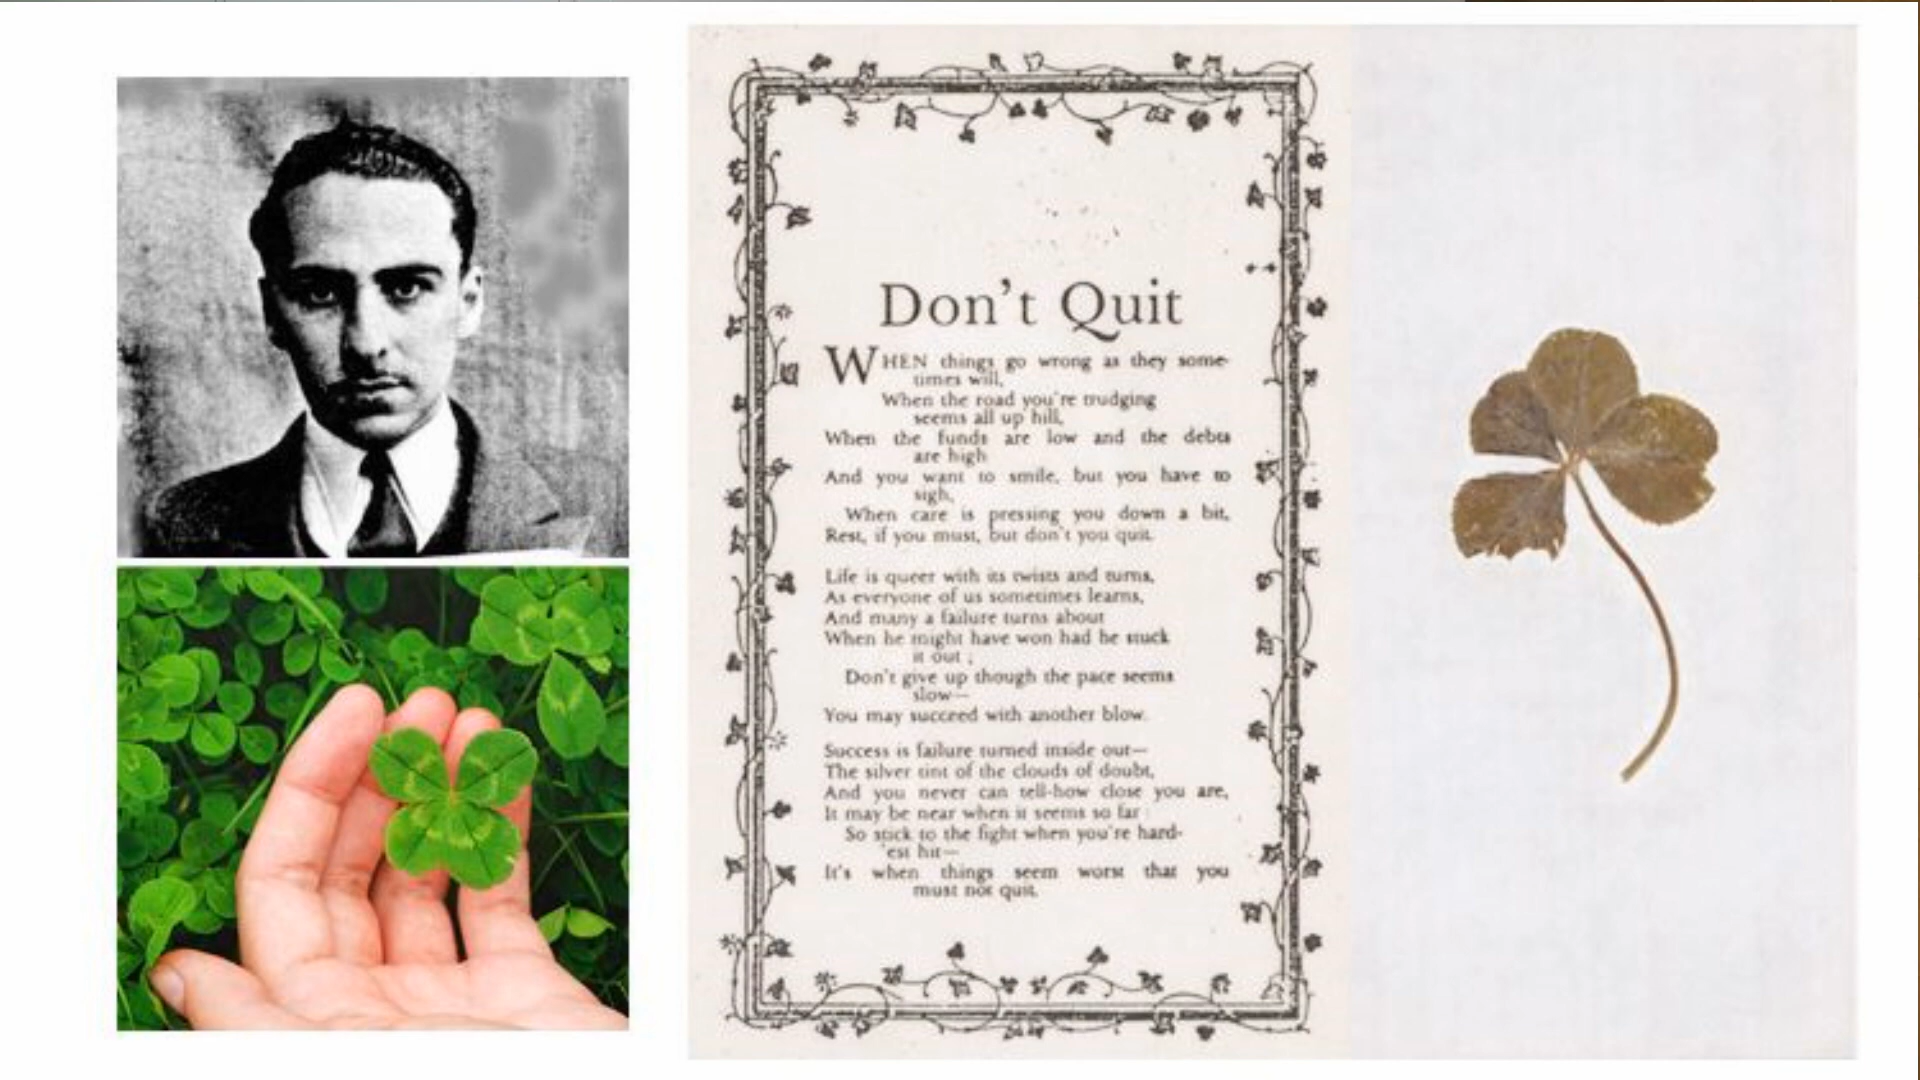 Don't Quit
WHEN things go wrong as they some-
times will,
When the road you're trudging
seems all up hill,
When the funds are low and the debts
are high
And you want to smile, but you have to
sigh,
When care is pressing you down a bit,
Rest, if you must, but don't you quit.
Life is queer with its twists and turns,
As everyone of us sometimes learns,
And many a failure turns about
When he might have won had he stuck
it out ;
Don't give up though the pace seems
slow—
You may succeed with another blow.
Success is failure turned inside out—
The silver tint of the clouds of doubt,
And you never can tell-how close you are,
It may be near when it seems so far :
So stick to the fight when you're hard-
'est hit—
It's when things seem worst that you
must not quit.